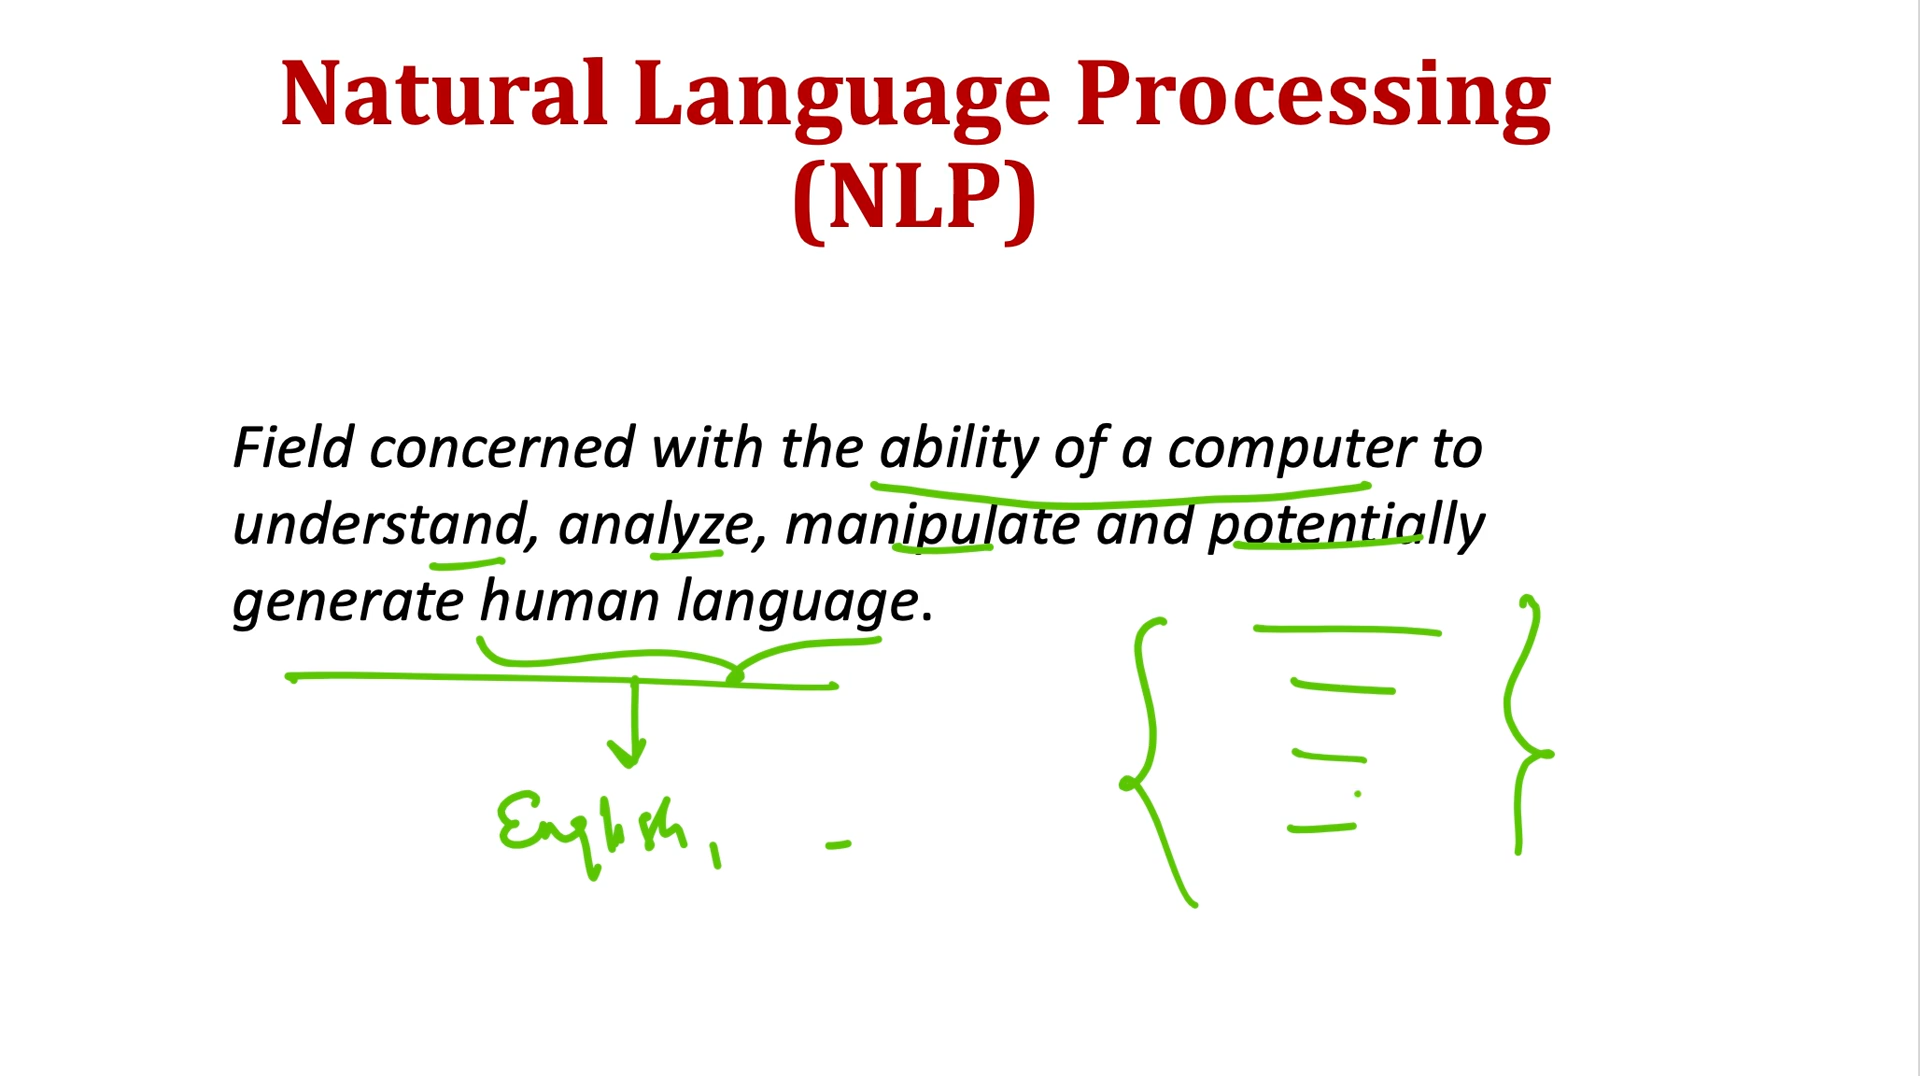 Natural Language Processing
(NLP)
Field concerned with the ability of a computer to
understand, analyze, manipulate and potentially
generate human language.
English, -